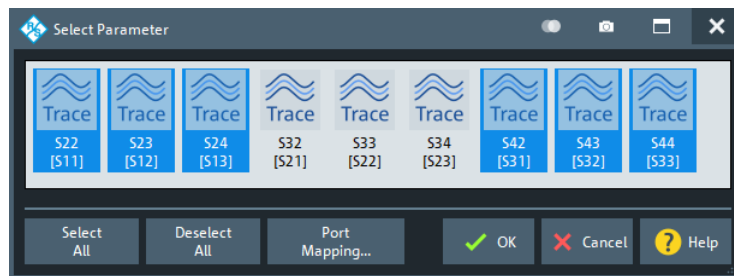 R&S Select Parameter
Trace Trace Trace Trace Trace Trace Trace Trace Trace
S22 S23 S24 S32 S33 S34 S42 S43 S44
[S11] [S12] [S13] [S21] [S22] [S23] [S31] [S32] [S33]
Select All
Deselect All
Port Mapping...
OK
Cancel
? Help